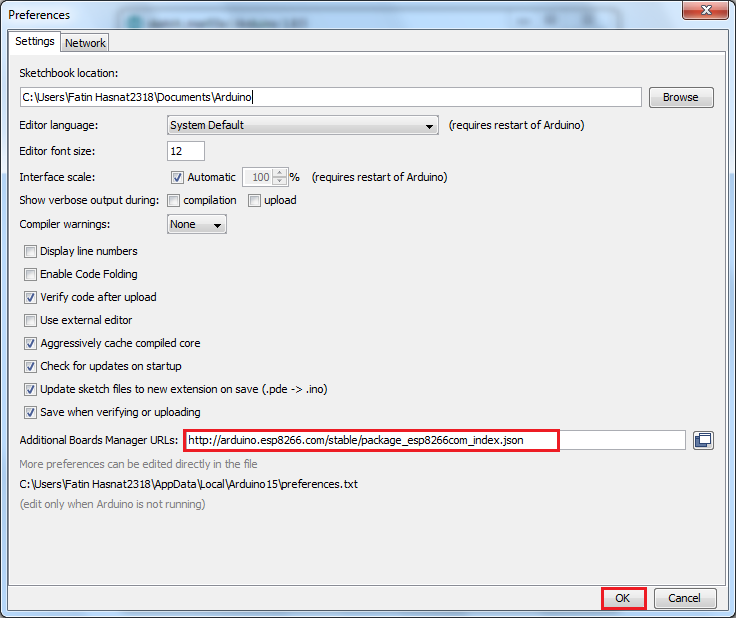 Preferences
Settings Network
Sketchbook location:
C:\Users\Fatin Hasnat2318\Documents\Arduino Browse
Editor language: System Default (requires restart of Arduino)
Editor font size: 12
Interface scale: Automatic 100 % (requires restart of Arduino)
Show verbose output during: compilation upload
Compiler warnings: None
Display line numbers
Enable Code Folding
Verify code after upload
Use external editor
Aggressively cache compiled core
Check for updates on startup
Update sketch files to new extension on save (.pde -> .ino)
Save when verifying or uploading
Additional Boards Manager URLs: http://arduino.esp8266.com/stable/package_esp8266com_index.json
More preferences can be edited directly in the file
C:\Users\Fatin Hasnat2318\AppData\Local\Arduino15\preferences.txt
(edit only when Arduino is not running)
OK Cancel